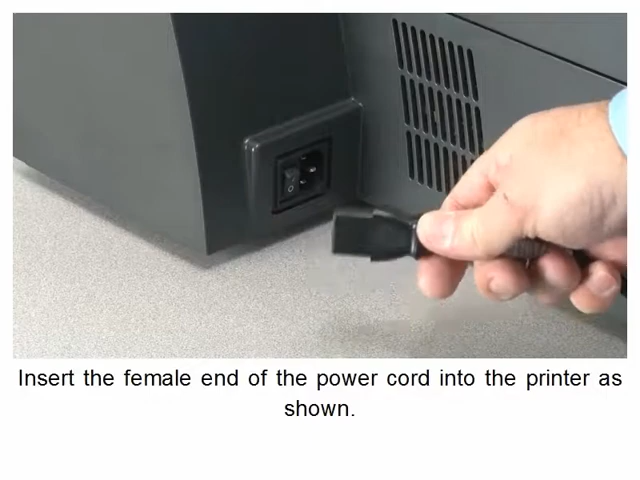 Insert the female end of the power cord into the printer as
shown.